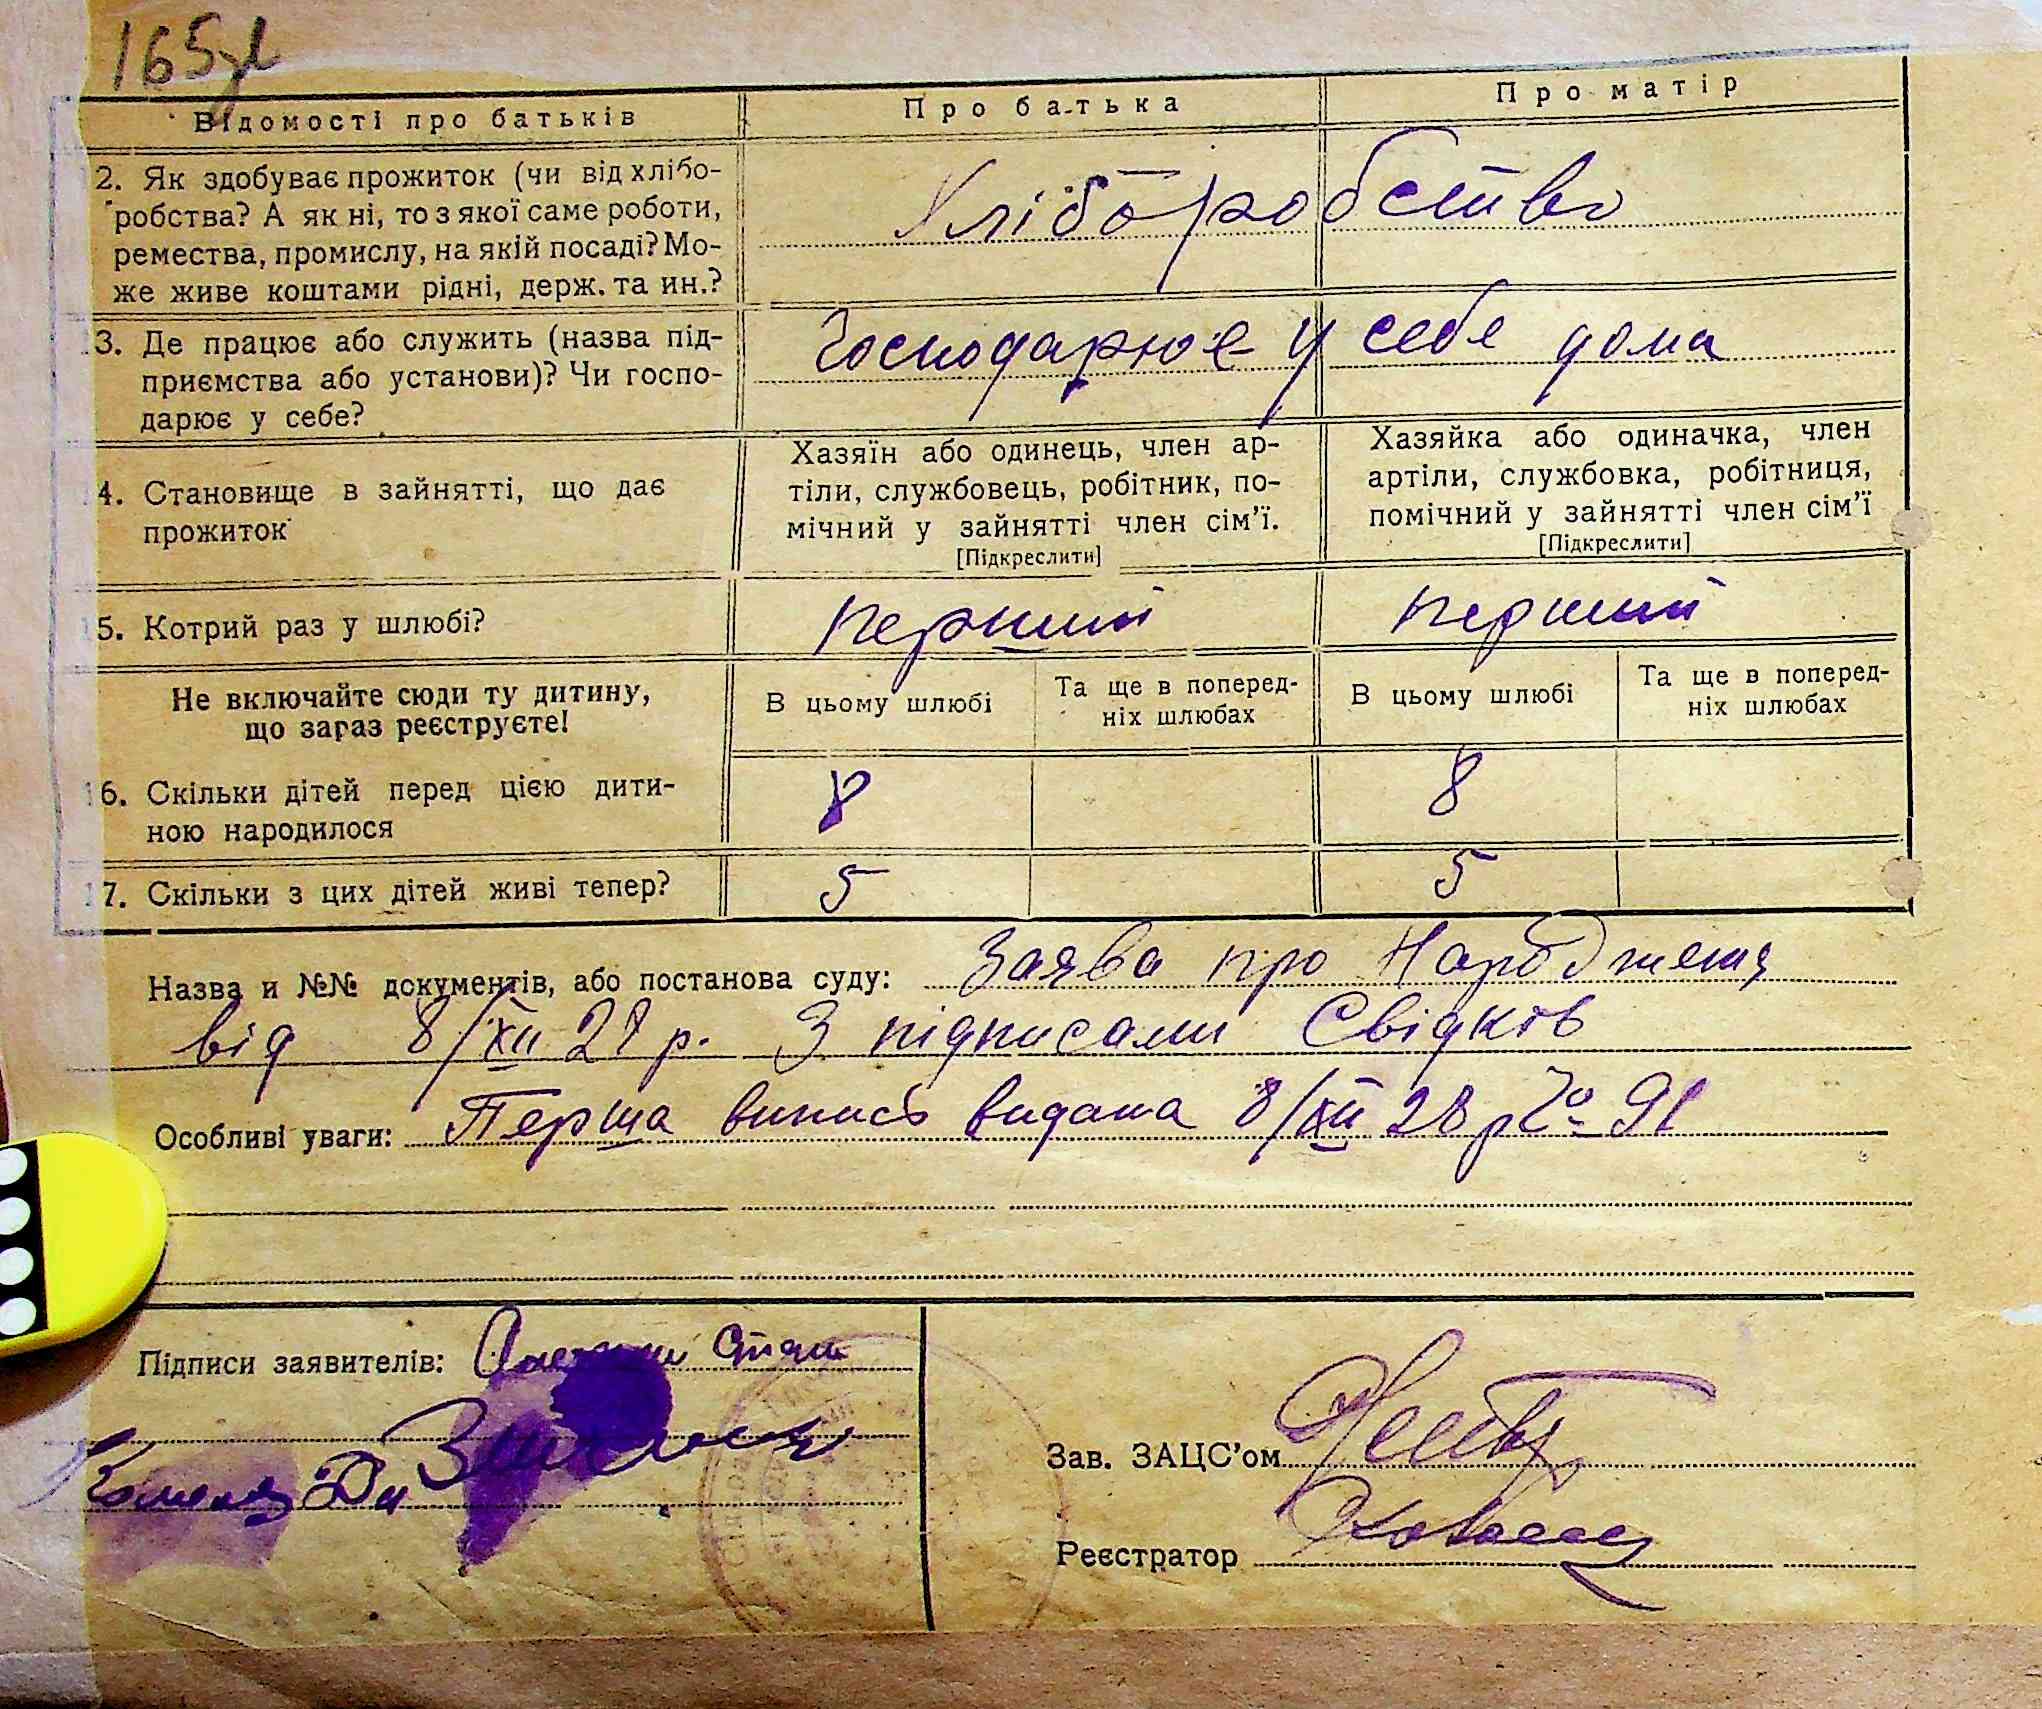 165
Відомості про батьків
Про батька
Про матір
2. Як здобуває прожиток (чи від хлібо-
робства? А як ні, то з якої саме роботи,
ремества, промислу, на якій посаді? Мо-
же живе коштами рідні, держ. та ин.?
Хліборобство
3. Де працює або служить (назва під-
приємства або установи)? Чи госпо-
дарює у себе?
Господарює у себе дома
4. Становище в зайнятті, що дає
прожиток
Хазяїн або одинець, член ар-
тіли, службовець, робітник, по-
мічний у зайнятті член сім'ї.
[Підкреслити]
Хазяйка або одиначка, член
артіли, службовка, робітниця,
помічний у зайнятті член сім'ї
[Підкреслити]
15. Котрий раз у шлюбі?
перший
перший
Не включайте сюди ту дитину,
що зараз реєструєте!
В цьому шлюбі
Та ще в поперед-
ніх шлюбах
В цьому шлюбі
Та ще в поперед-
ніх шлюбах
16. Скільки дітей перед цією дити-
ною народилося
8
8
17. Скільки з цих дітей живі тепер?
5
5
Назва и №№ документів, або постанова суду: Заява про Народження
від 8/XII 28 р. З підписами Свідків
Особливі уваги: Перша випись видана 8/XII 28 р 91
Підписи заявителів:
Зав. ЗАЦС'ом
Реєстратор